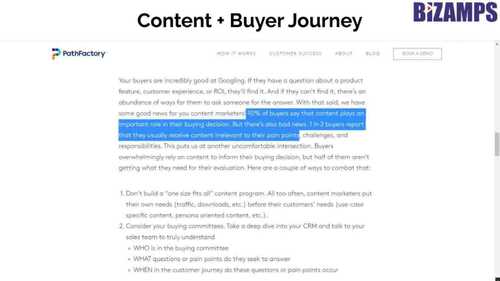 Content + Buyer Journey
BIZAMPS
PathFactory
HOW IT WORKS
CUSTOMER SUCCESS
ABOUT
BLOG
BOOK A DEMO
Your buyers are incredibly good at Googling. If they have a question about a product
feature, customer experience, or ROI, they'll find it. And if they can't find it, there's an
abundance of ways for them to ask someone for the answer. With that said, we have
some good news for you content marketers: 92% of buyers say that content plays an
important role in their buying decision. But there's also bad news: 1 in 2 buyers report
that they usually receive content irrelevant to their pain points, challenges, and
responsibilities. This puts us at another uncomfortable intersection. Buyers
overwhelmingly rely on content to inform their buying decision, but half of them aren't
getting what they need for their evaluation. Here are a couple of ways to combat that:
1. Don't build a "one size fits all" content program. All too often, content marketers put
their own needs (traffic, downloads, etc.) before their customers' needs (use-case
specific content, persona oriented content, etc.).
2. Consider your buying committees. Take a deep dive into your CRM and talk to your
sales team to truly understand:
• WHO is in the buying committee
• WHAT questions or pain points do they seek to answer
• WHEN in the customer journey do these questions or pain points occur